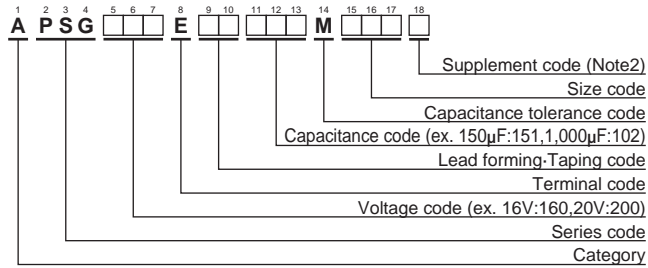 1 2 3 4 5 6 7 8 9 10 11 12 13 14 15 16 17 18
A PSG E M
Supplement code (Note2)
Size code
Capacitance tolerance code
Capacitance code (ex. 150µF:151,1,000µF:102)
Lead forming·Taping code
Terminal code
Voltage code (ex. 16V:160,20V:200)
Series code
Category